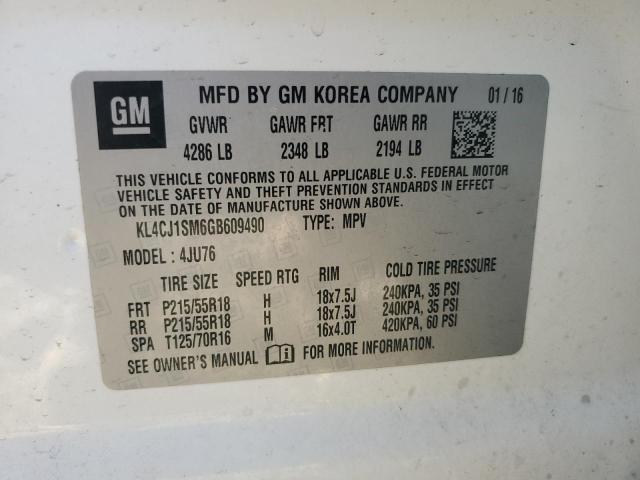 GM
MFD BY GM KOREA COMPANY 01 / 16
GVWR GAWR FRT GAWR RR
4286 LB 2348 LB 2194 LB
THIS VEHICLE CONFORMS TO ALL APPLICABLE U.S. FEDERAL MOTOR
VEHICLE SAFETY AND THEFT PREVENTION STANDARDS IN EFFECT
ON THE DATE OF MANUFACTURE SHOWN ABOVE.
KL4CJ1SM6GB609490 TYPE: MPV
MODEL : 4JU76
TIRE SIZE SPEED RTG RIM COLD TIRE PRESSURE
FRT P215/55R18 H 18x7.5J 240KPA, 35 PSI
RR P215/55R18 H 18x7.5J 240KPA, 35 PSI
SPA T125/70R16 M 16x4.0T 420KPA, 60 PSI
SEE OWNER'S MANUAL FOR MORE INFORMATION.